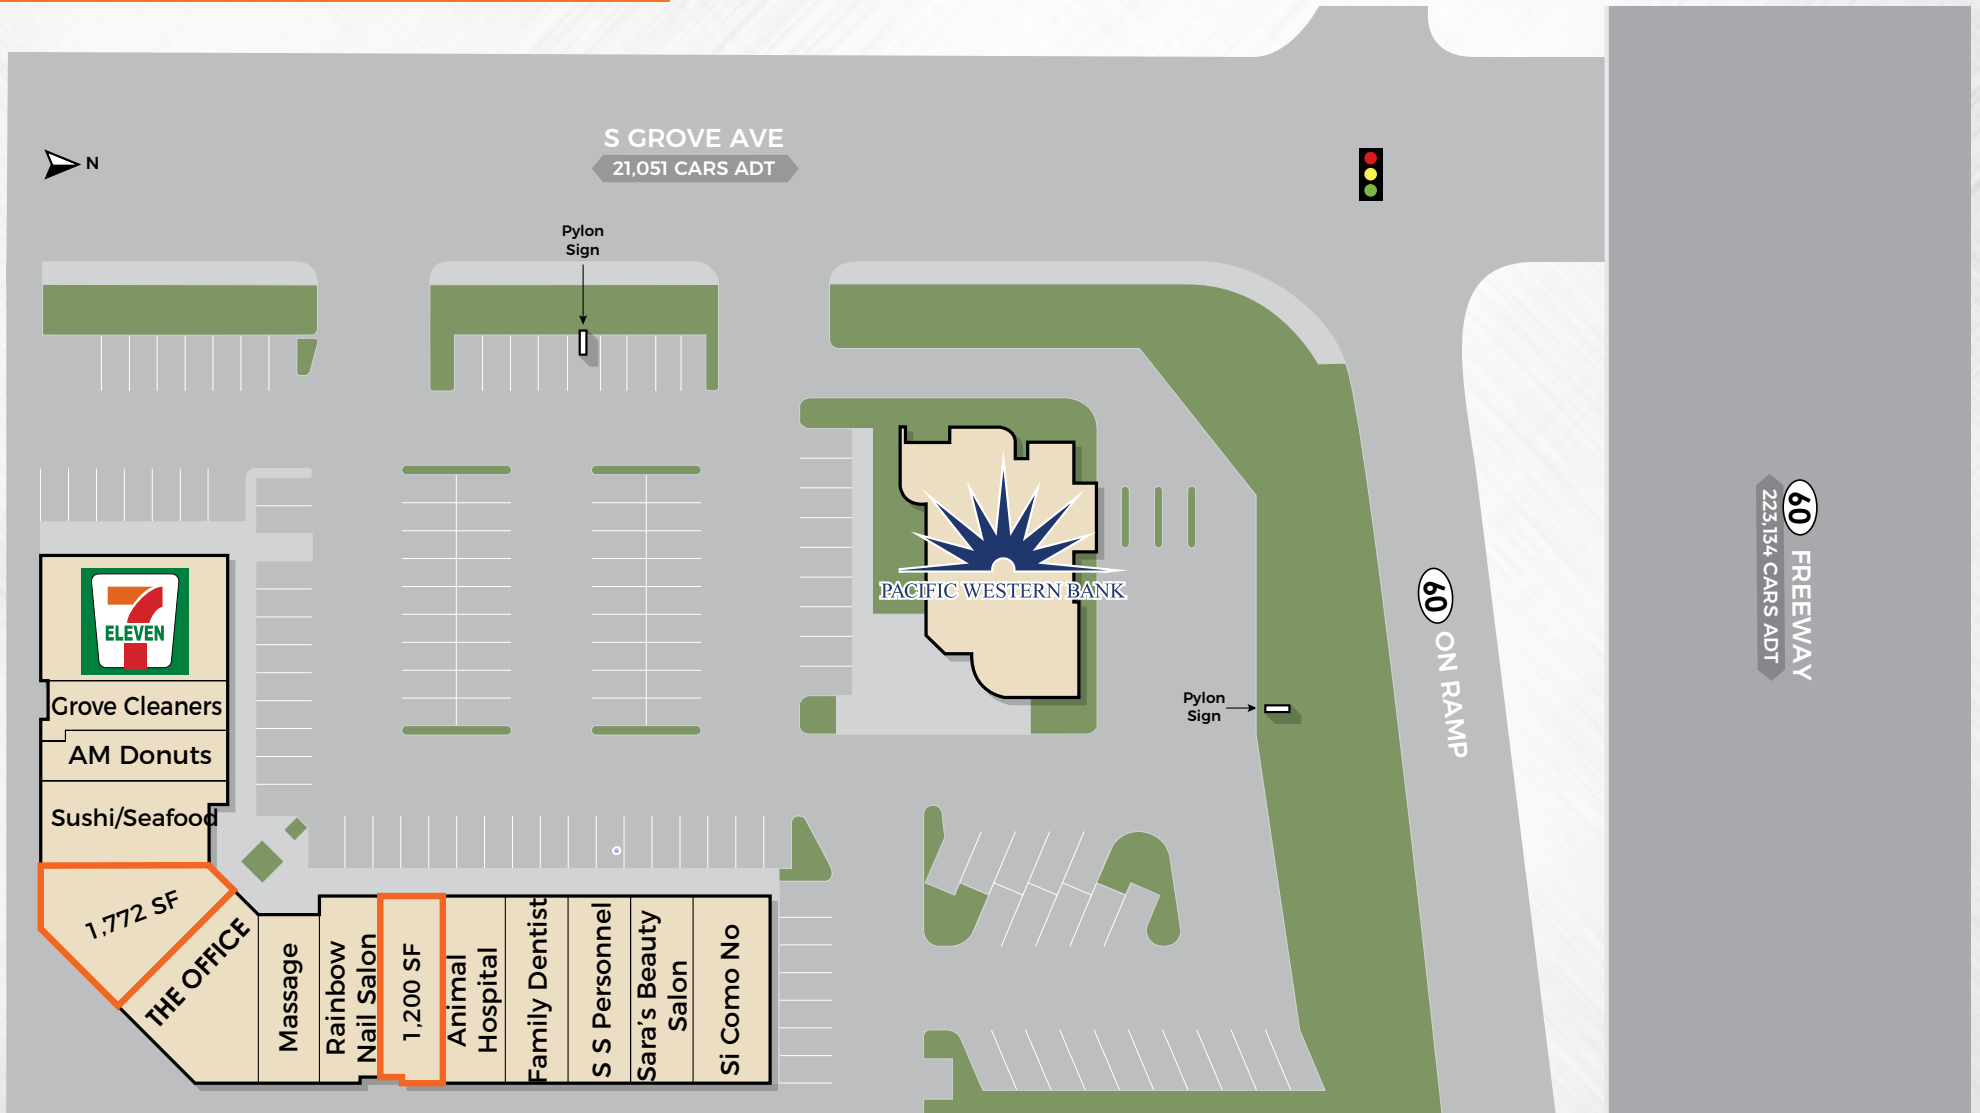 S GROVE AVE
21,051 CARS ADT
N
Pylon
Sign
PACIFIC WESTERN BANK
Pylon
Sign
60 ON RAMP
60 FREEWAY
223,134 CARS ADT
7
ELEVEN
Grove Cleaners
AM Donuts
Sushi/Seafood
1,772 SF
THE OFFICE
Massage
Rainbow
Nail Salon
1,200 SF
Animal
Hospital
Family Dentist
S S Personnel
Sara's Beauty
Salon
Si Como No